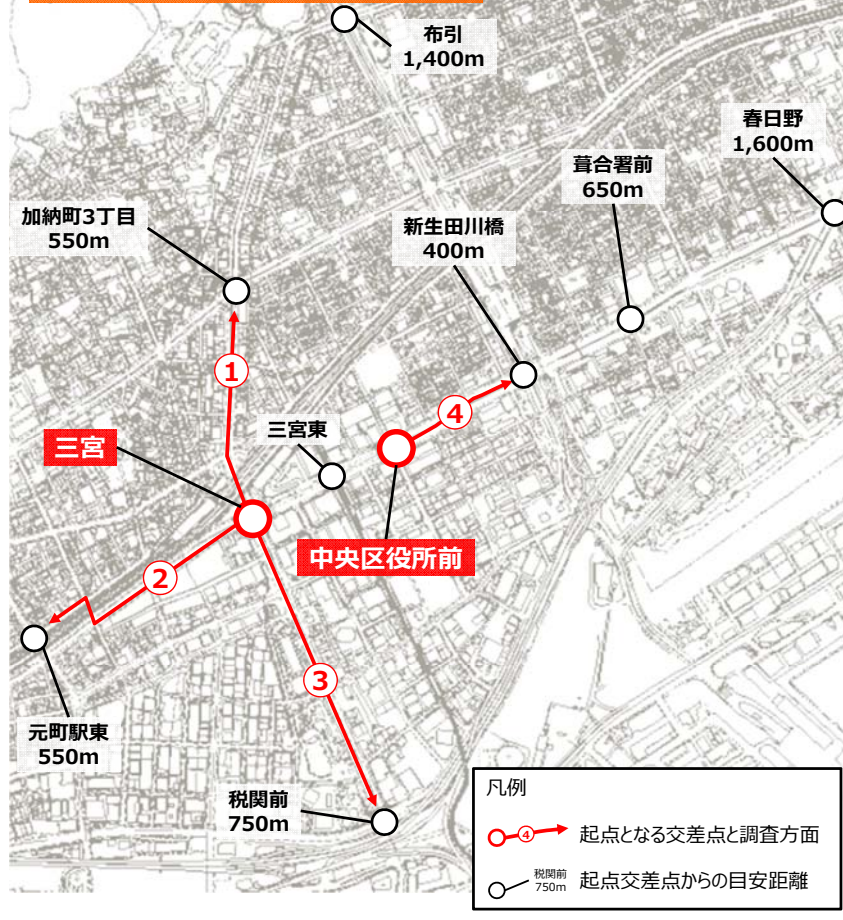 布引
1,400m
春日野
1,600m
葺合署前
650m
加納町3丁目
550m
新生田川橋
400m
①
④
三宮東
三宮
中央区役所前
②
③
元町駅東
550m
税関前
750m
凡例
④ 起点となる交差点と調査方面
税関前
750m
起点交差点からの目安距離